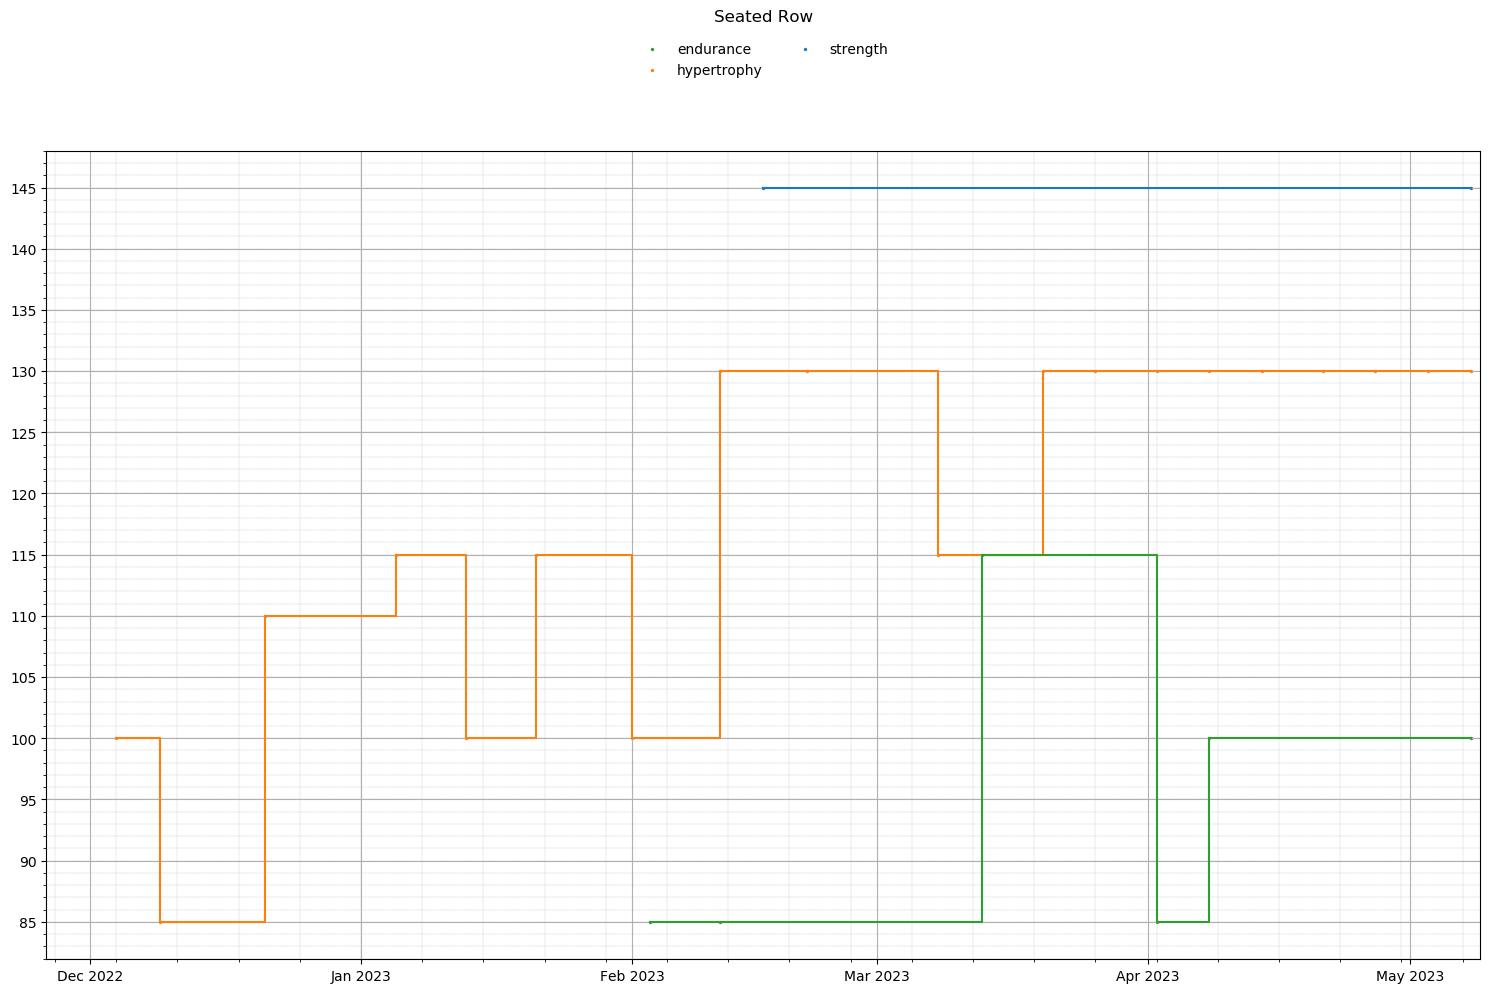 Seated Row
endurance
hypertrophy
strength
145
140
135
130
125
120
115
110
105
100
95
90
85
Dec 2022
Jan 2023
Feb 2023
Mar 2023
Apr 2023
May 2023